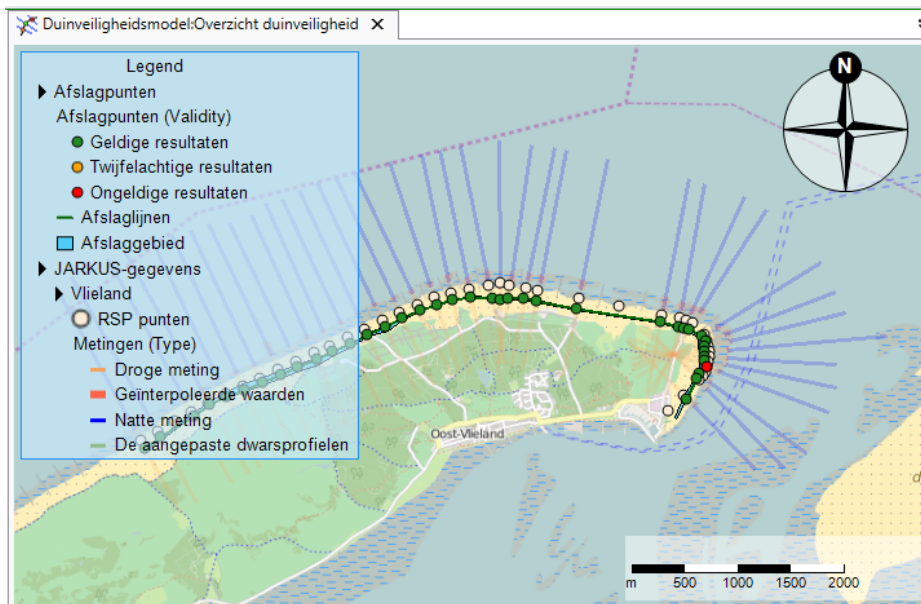 Duinveiligheidsmodel:Overzicht duinveiligheid
Legend
Afslagpunten
Afslagpunten (Validity)
Geldige resultaten
Twijfelachtige resultaten
Ongeldige resultaten
Afslaglijnen
Afslaggebied
JARKUS-gegevens
Vlieland
RSP punten
Metingen (Type)
Droge meting
Geïnterpoleerde waarden
Natte meting
De aangepaste dwarsprofielen
N
Oost-Vlieland
d
m 500 1000 1500 2000